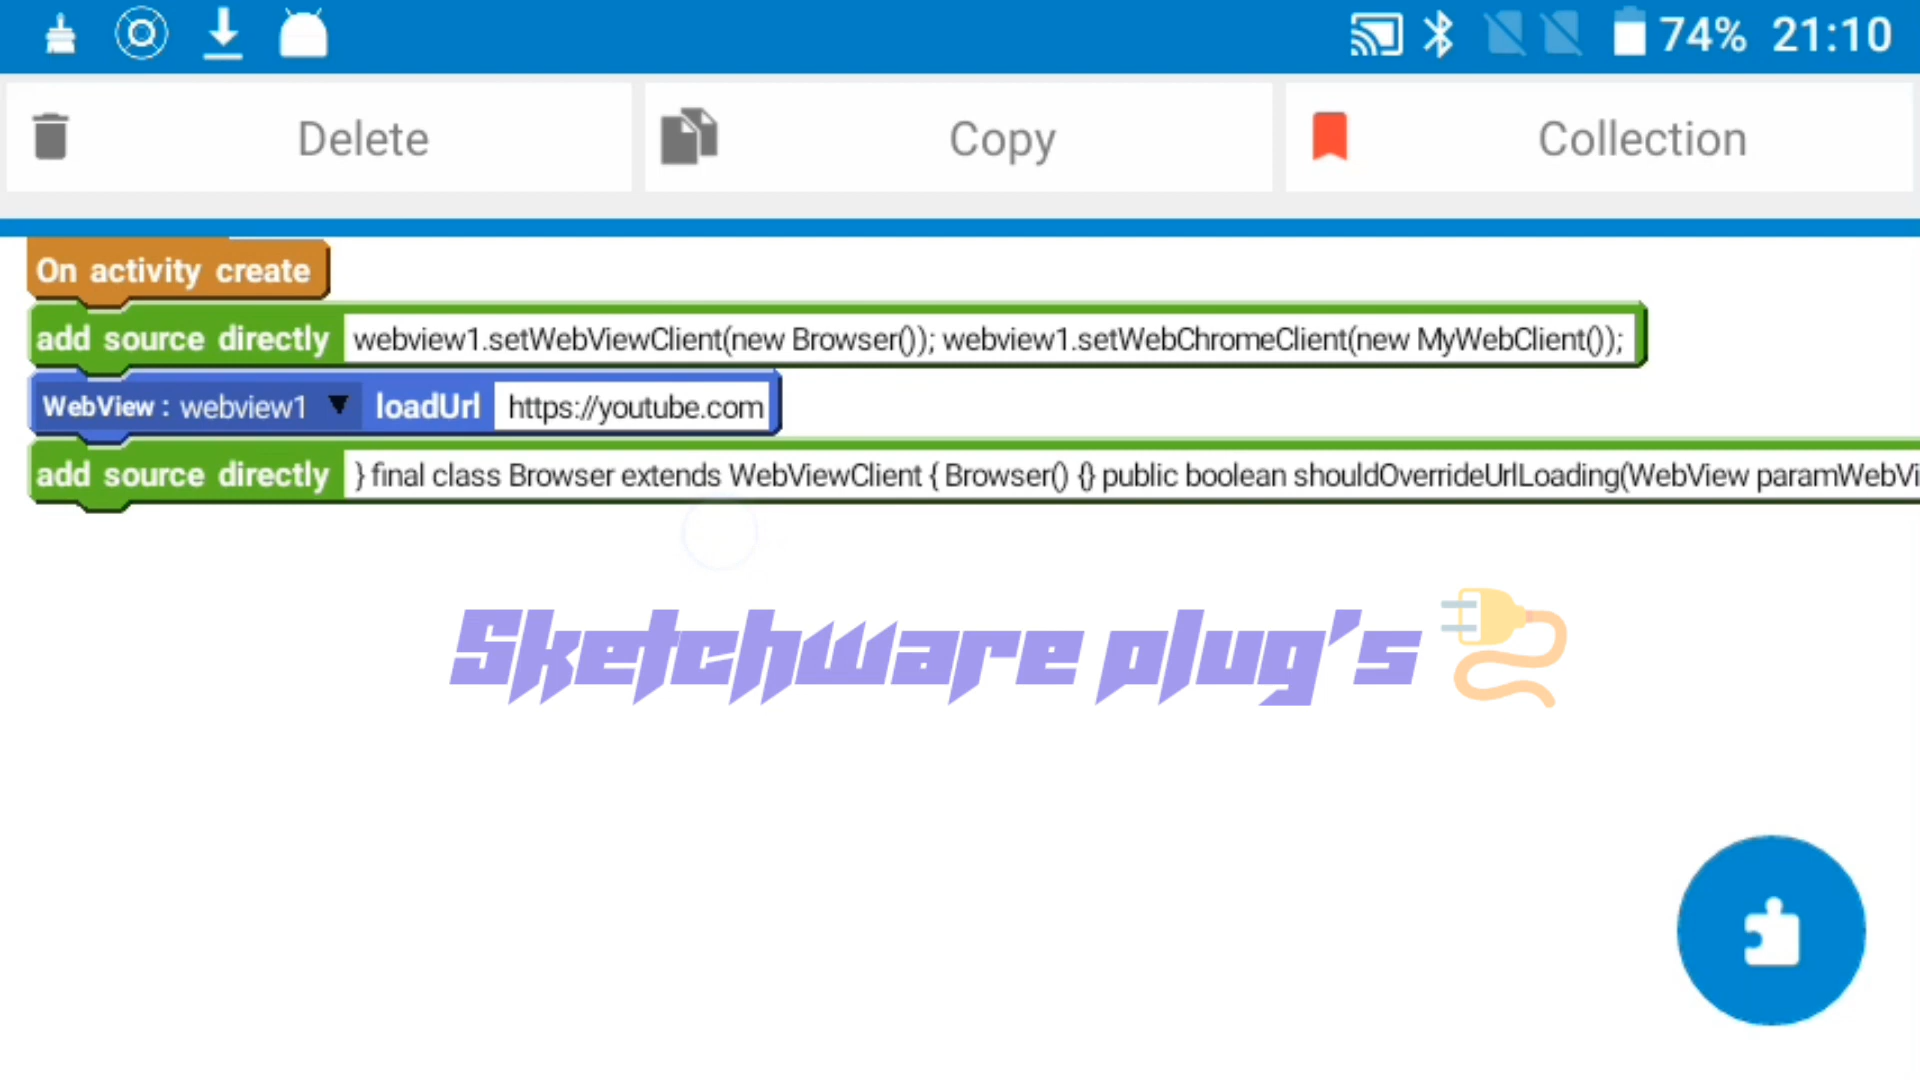 74% 21:10
Delete Copy Collection
On activity create
add source directly webview1.setWebViewClient(new Browser()); webview1.setWebChromeClient(new MyWebClient());
WebView : webview1 loadUrl https://youtube.com
add source directly } final class Browser extends WebViewClient { Browser() {} public boolean shouldOverrideUrlLoading(WebView paramWebVi
Sketchware plug's